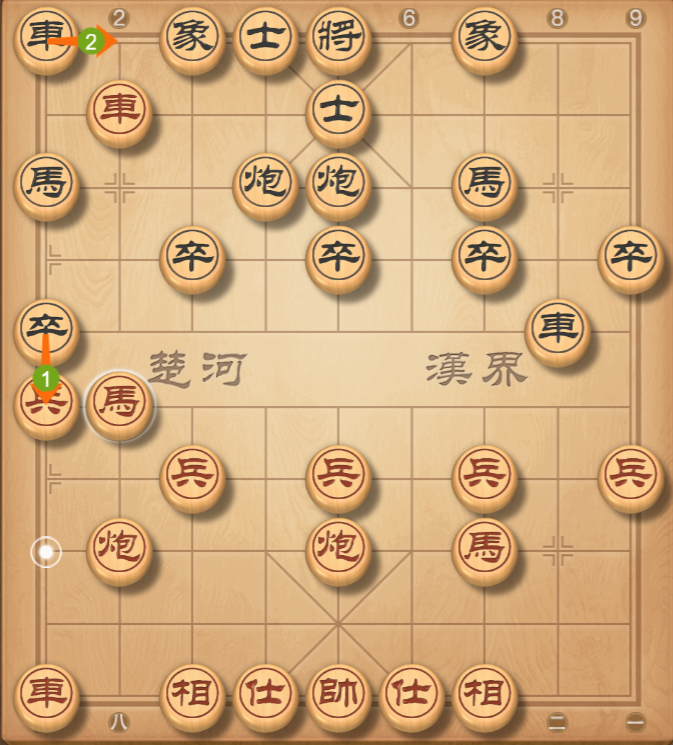 2 6 8 9
車 2 象 士 將 象
車 士
馬 炮 炮 馬
卒 卒 卒 卒
卒 車
楚河 漢界
1
兵 馬
兵 兵 兵 兵
炮 炮 馬
車 相 仕 帥 仕 相
八 二 一